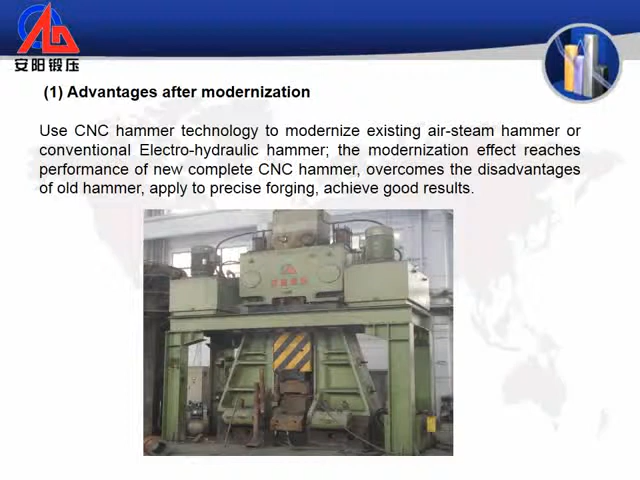 安阳锻压
(1) Advantages after modernization
Use CNC hammer technology to modernize existing air-steam hammer or
conventional Electro-hydraulic hammer; the modernization effect reaches
performance of new complete CNC hammer, overcomes the disadvantages
of old hammer, apply to precise forging, achieve good results.